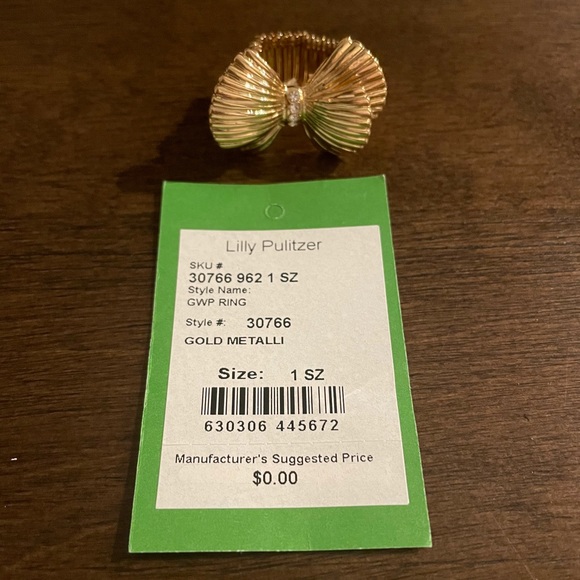 Lilly Pulitzer
SKU #
30766 962 1 SZ
Style Name:
GWP RING
Style #: 30766
GOLD METALLI
Size: 1 SZ
630306 445672
Manufacturer's Suggested Price
$0.00